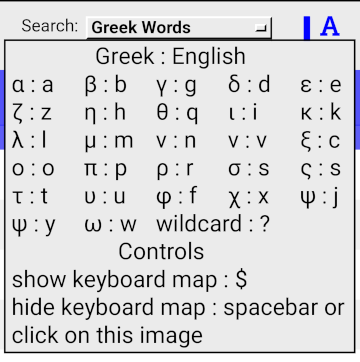 Search: Greek Words A
Greek : English
α : a β : b γ : g δ : d ε : e
ζ : z η : h θ : q ι : i κ : k
λ : l μ : m ν : n ν : v ξ : c
ο : o π : p ρ : r σ : s ς : s
τ : t υ : u φ : f χ : x ψ : j
ψ : y ω : w wildcard : ?
Controls
show keyboard map : $
hide keyboard map : spacebar or
click on this image